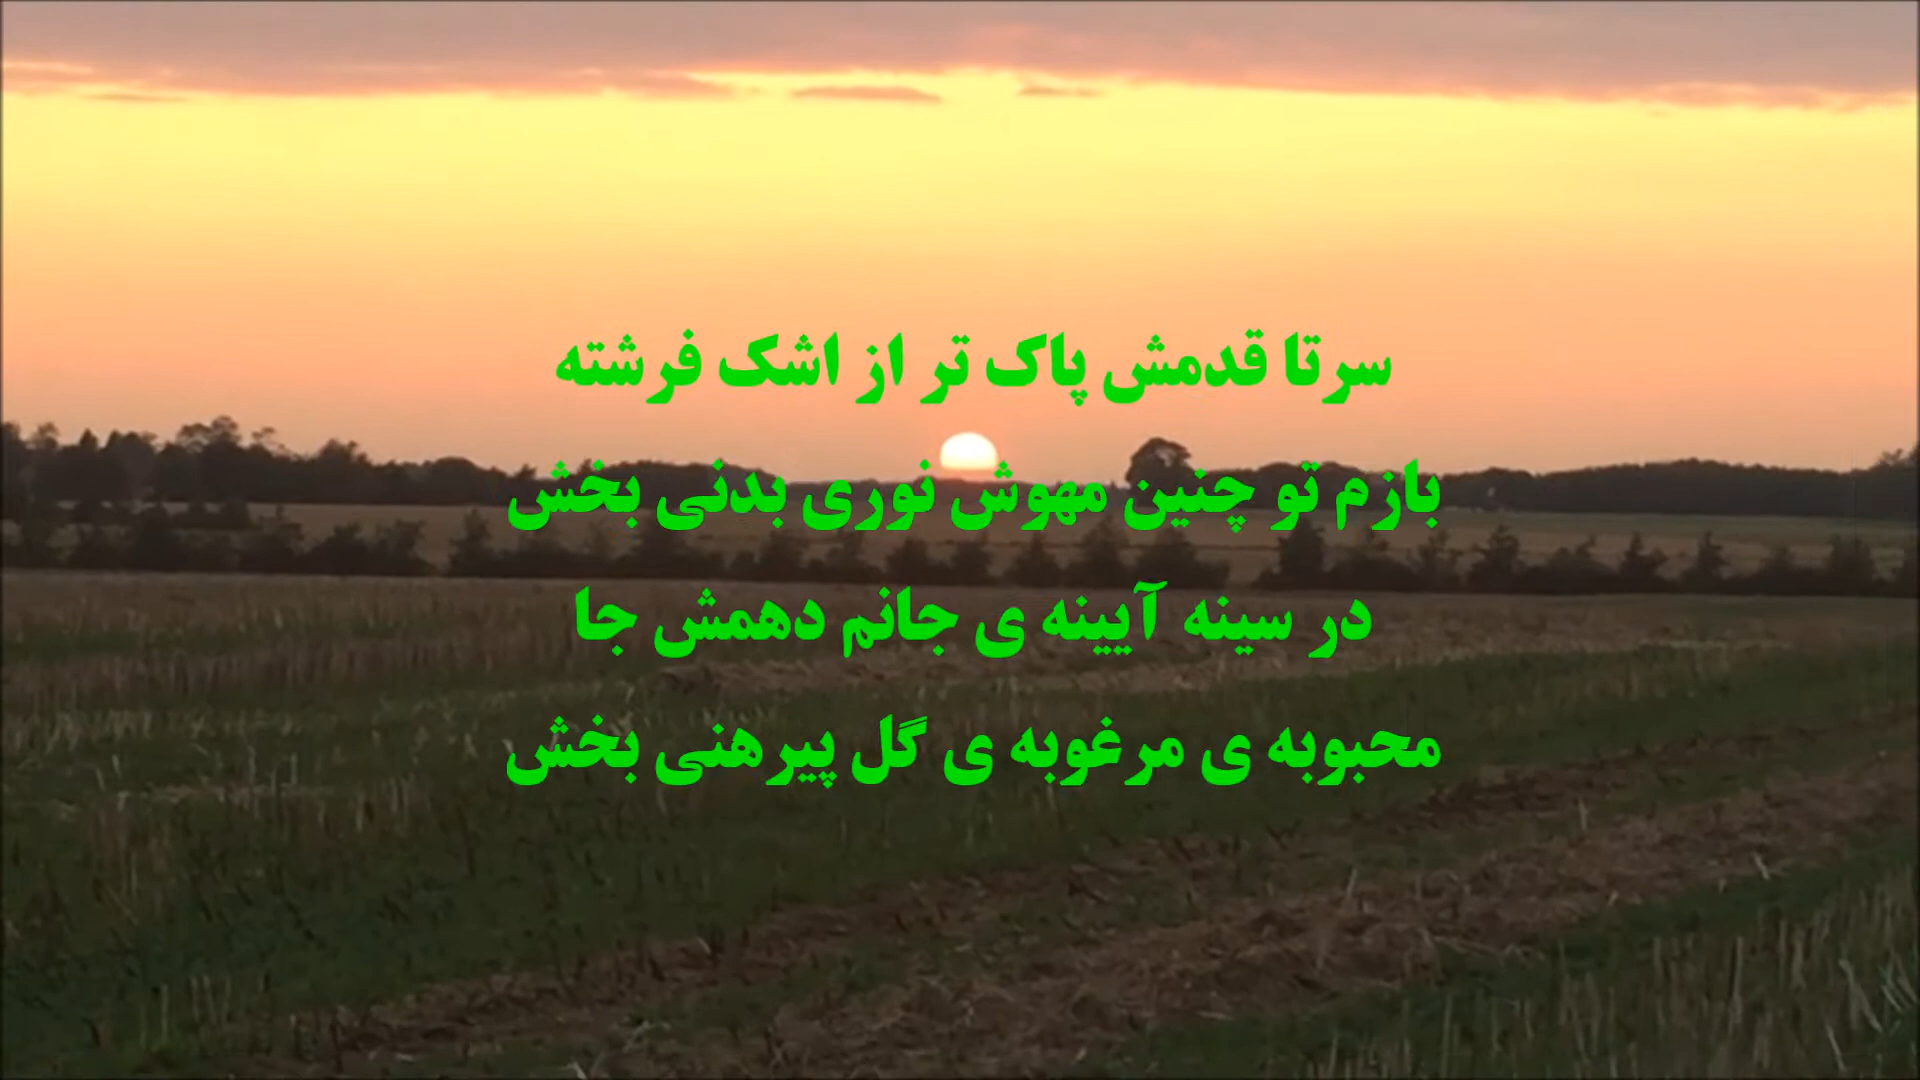 سرتا قدمش پاک تر از اشک فرشته
بازم تو چنین مهوش نوری بدنی بخش
در سینه آیینه ی جانم دهمش جا
محبوبه ی مرغوبه ی گل پیرهنی بخش